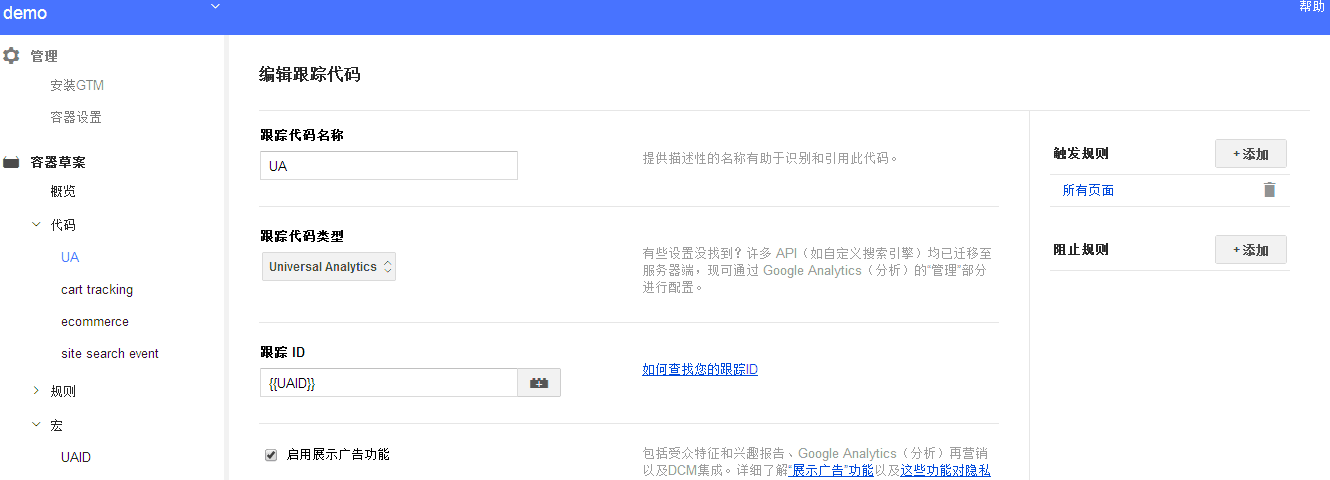 demo
帮助
管理
安装GTM
容器设置
容器草案
概览
代码
UA
cart tracking
ecommerce
site search event
规则
宏
UAID
编辑跟踪代码
跟踪代码名称
UA
提供描述性的名称有助于识别和引用此代码。
跟踪代码类型
Universal Analytics
有些设置没找到？许多 API（如自定义搜索引擎）均已迁移至
服务器端，现可通过 Google Analytics（分析）的“管理”部分
进行配置。
跟踪 ID
{{UAID}}
如何查找您的跟踪ID
启用展示广告功能
包括受众特征和兴趣报告、Google Analytics（分析）再营销
以及DCM集成。详细了解“展示广告”功能以及这些功能对隐私
触发规则
+添加
所有页面
阻止规则
+添加